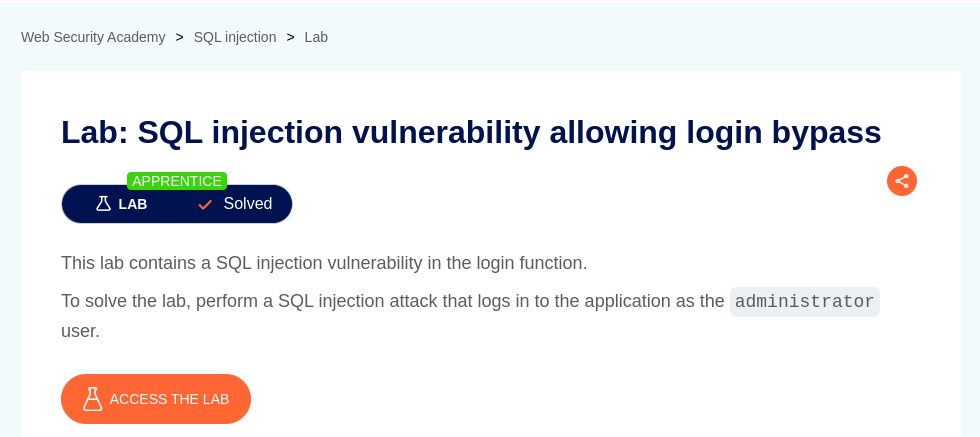 Web Security Academy > SQL injection > Lab
Lab: SQL injection vulnerability allowing login bypass
APPRENTICE
LAB Solved
This lab contains a SQL injection vulnerability in the login function.
To solve the lab, perform a SQL injection attack that logs in to the application as the administrator
user.
ACCESS THE LAB